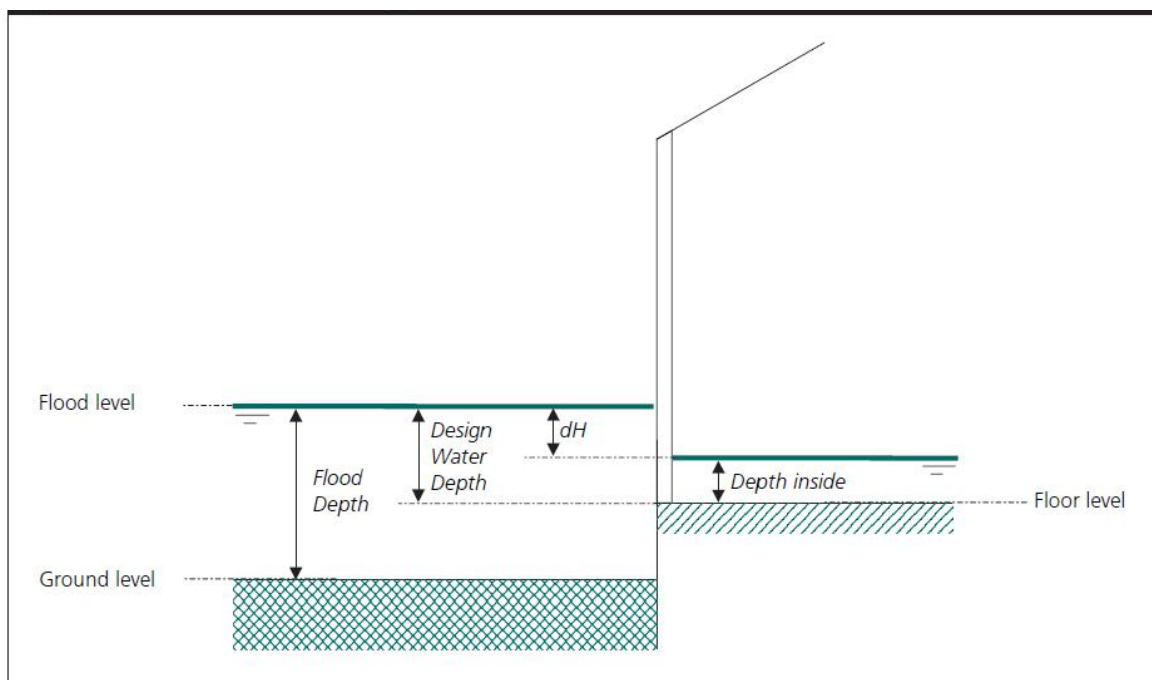 Flood level
Design
Water
Depth
dH
Flood
Depth
Depth inside
Floor level
Ground level